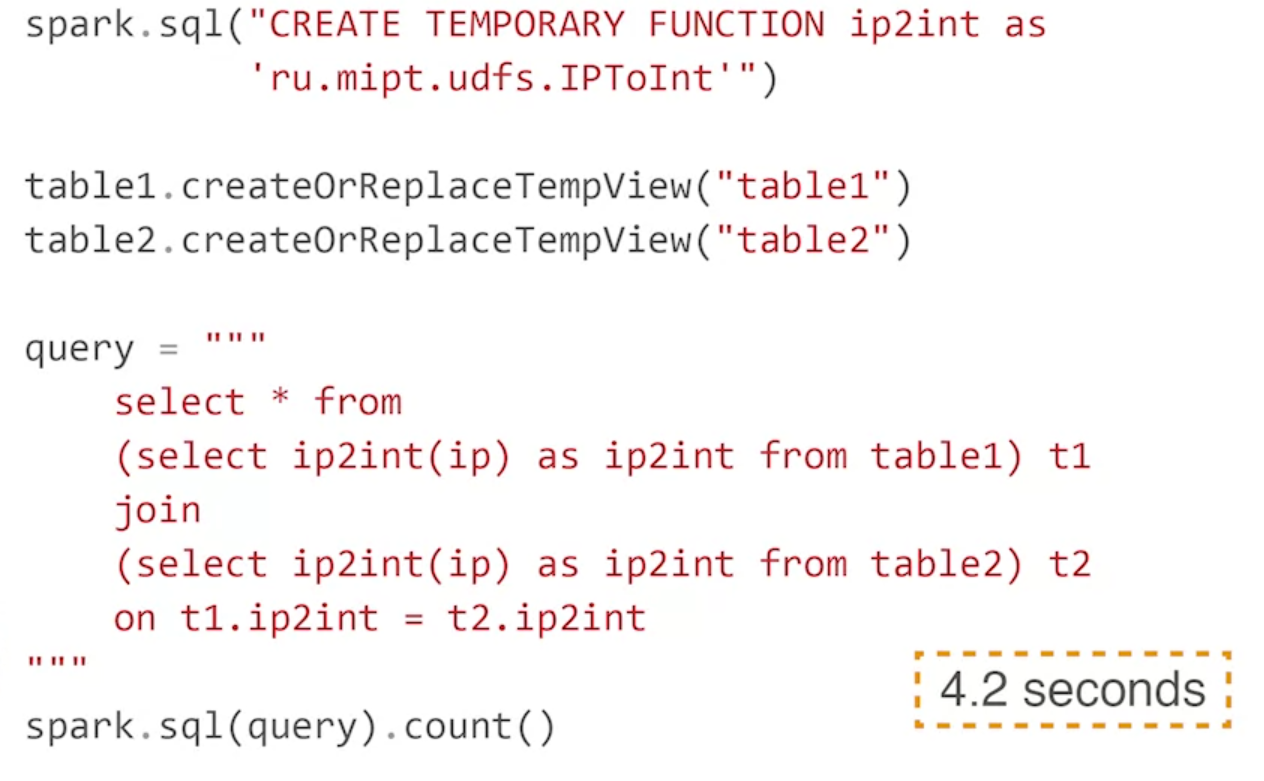 spark.sql("CREATE TEMPORARY FUNCTION ip2int as
'ru.mipt.udfs.IPToInt'")
table1.createOrReplaceTempView("table1")
table2.createOrReplaceTempView("table2")
query = """
select * from
(select ip2int(ip) as ip2int from table1) t1
join
(select ip2int(ip) as ip2int from table2) t2
on t1.ip2int = t2.ip2int
"""
4.2 seconds
spark.sql(query).count()